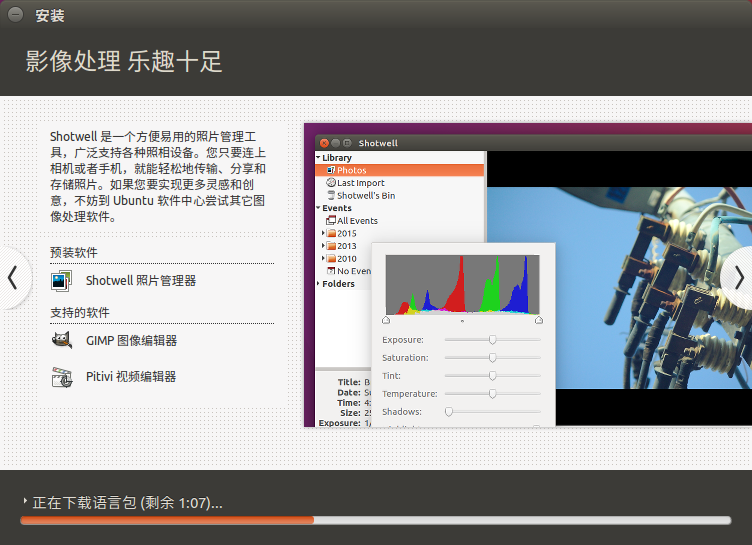 安装
影像处理 乐趣十足
Shotwell 是一个方便易用的照片管理工
具，广泛支持各种照相设备。您只要连上
相机或者手机，就能轻松地传输、分享和
存储照片。如果您要实现更多灵感和创
意，不妨到 Ubuntu 软件中心尝试其它图
像处理软件。
预装软件
Shotwell 照片管理器
支持的软件
GIMP 图像编辑器
Pitivi 视频编辑器
Shotwell
Library
Photos
Last Import
Shotwell's Bin
Events
All Events
2015
2013
2010
No Even
Folders
Exposure:
Saturation:
Tint:
Temperature:
Shadows:
Title: B
Date: Su
Time: 4:
Size: 25
Exposure: 1/
正在下载语言包 (剩余 1:07)...